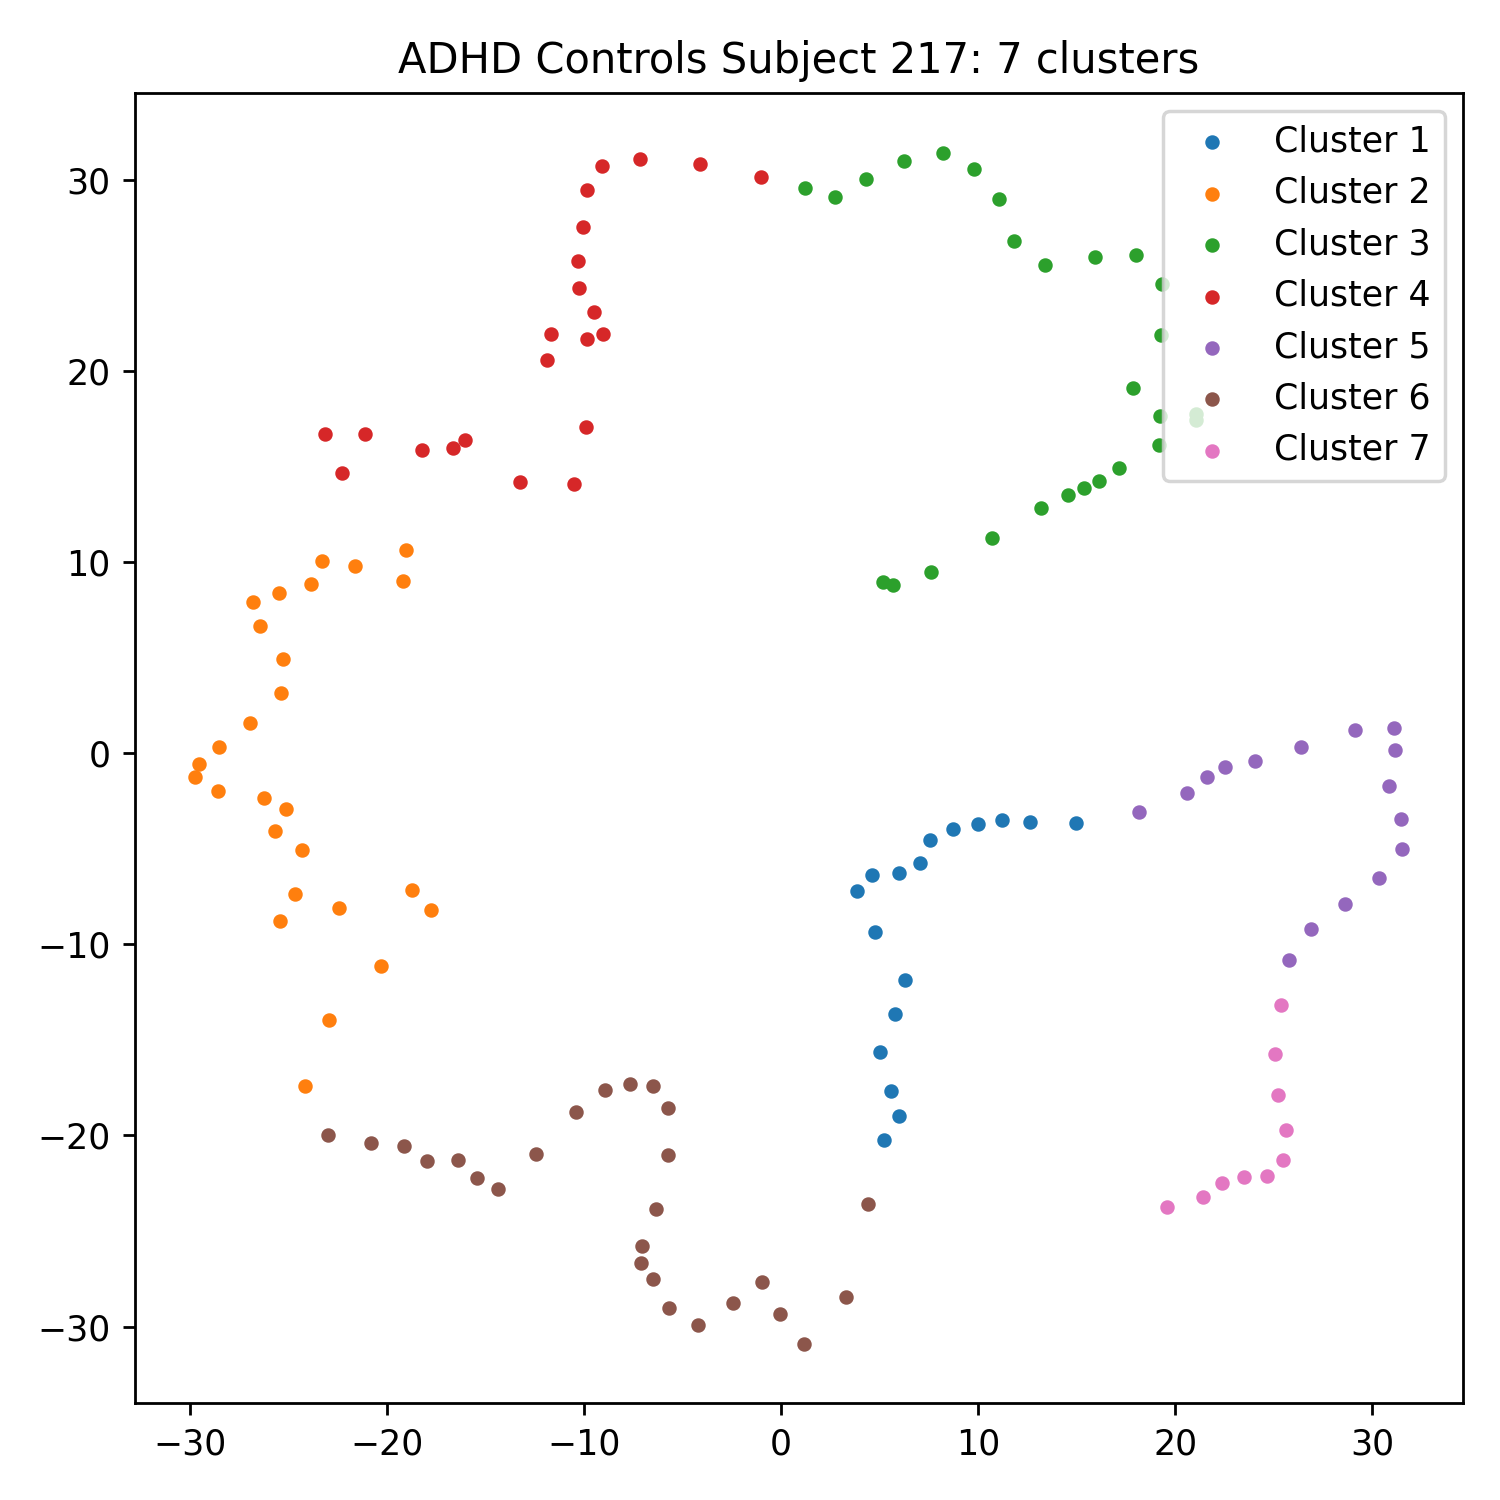 ADHD Controls Subject 217: 7 clusters
Cluster 1
Cluster 2
Cluster 3
Cluster 4
Cluster 5
Cluster 6
Cluster 7
30
20
10
0
−10
−20
−30
−30 −20 −10 0 10 20 30